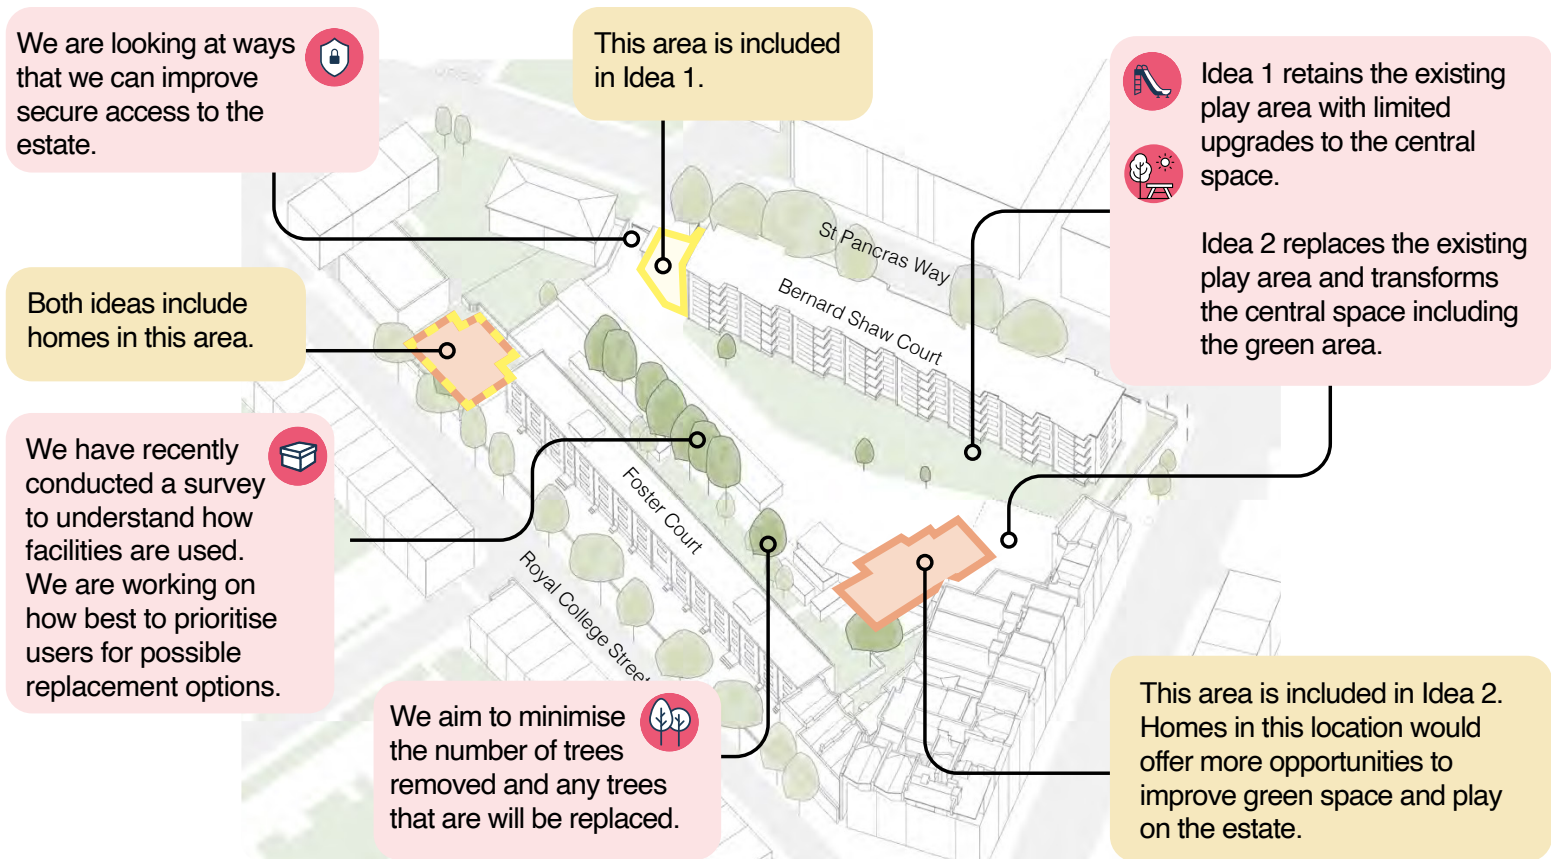 We are looking at ways
that we can improve
secure access to the
estate.
This area is included
in Idea 1.
Idea 1 retains the existing
play area with limited
upgrades to the central
space.
Idea 2 replaces the existing
play area and transforms
the central space including
the green area.
St Pancras Way
Bernard Shaw Court
Both ideas include
homes in this area.
We have recently
conducted a survey
to understand how
facilities are used.
We are working on
how best to prioritise
users for possible
replacement options.
Foster Court
Royal College Street
We aim to minimise
the number of trees
removed and any trees
that are will be replaced.
This area is included in Idea 2.
Homes in this location would
offer more opportunities to
improve green space and play
on the estate.